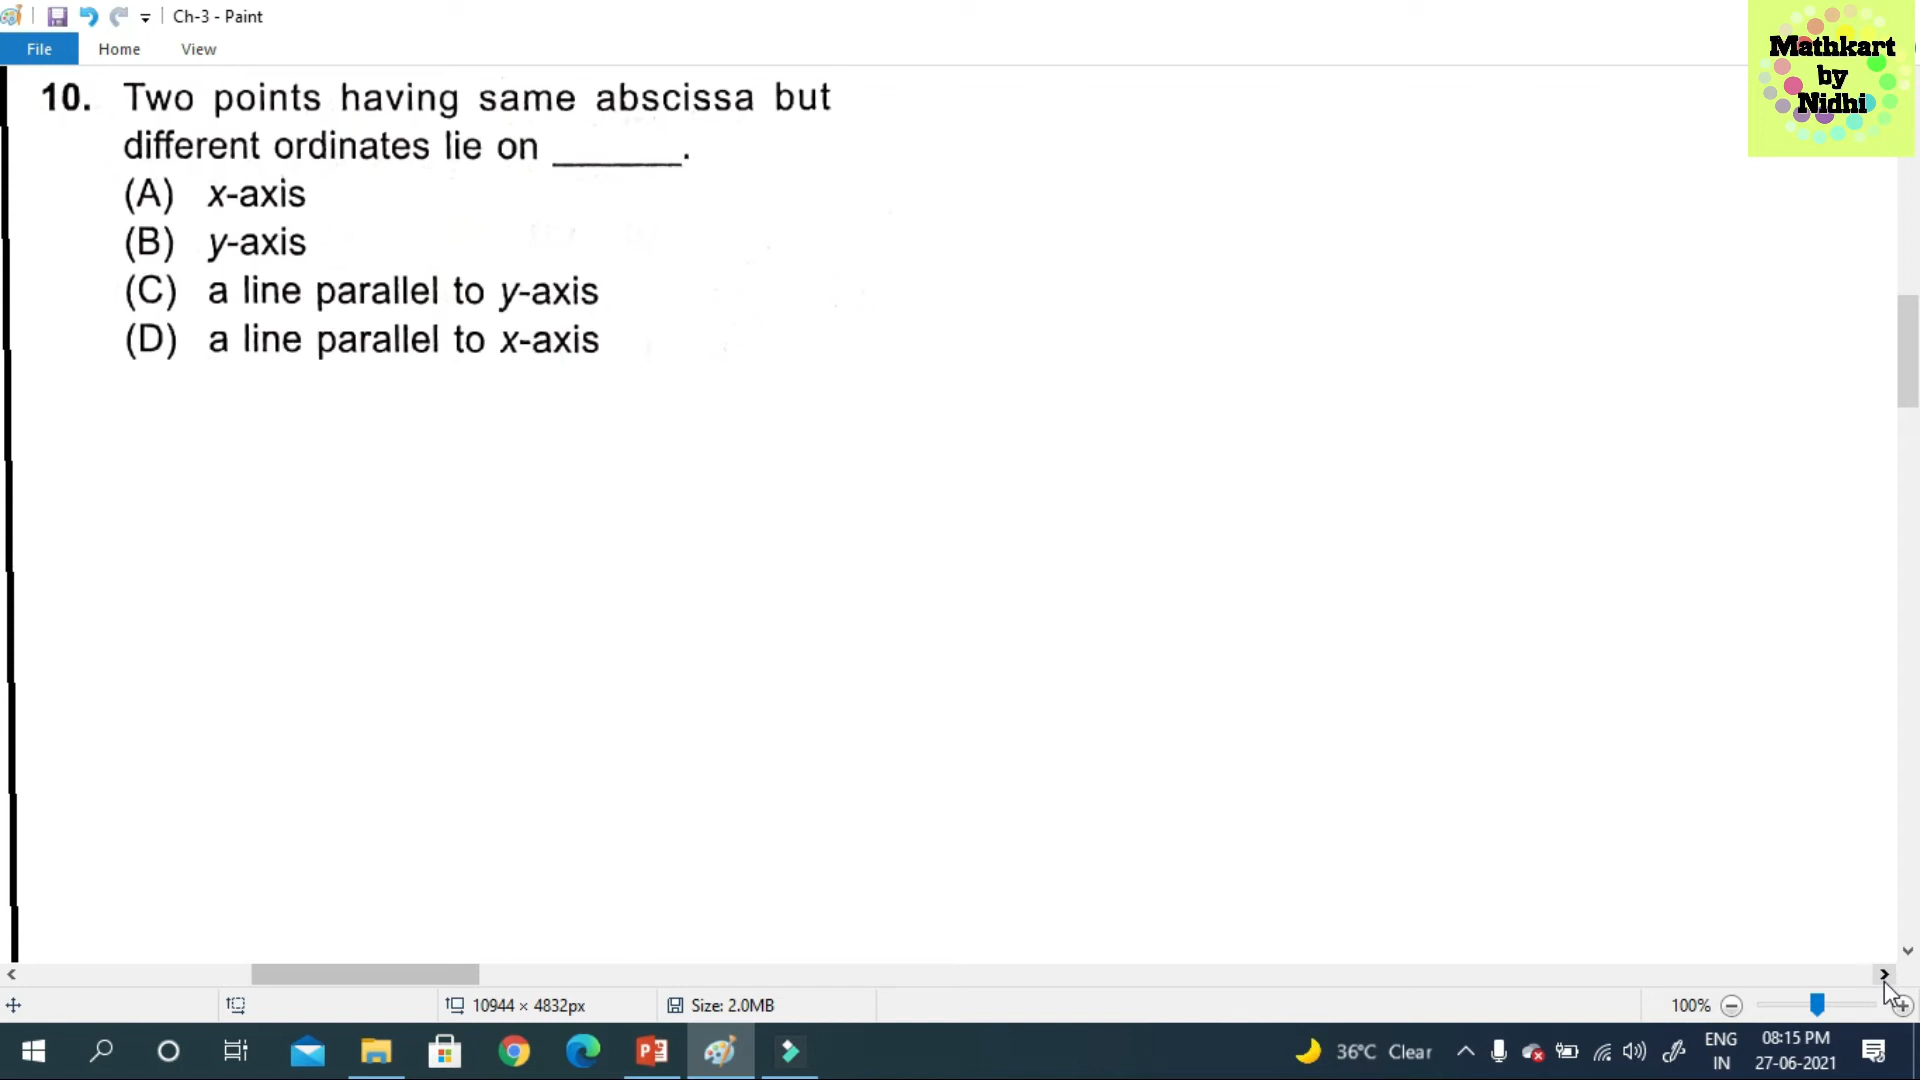 Ch-3 - Paint
File Home View
Mathkart
by
Nidhi
10. Two points having same abscissa but
different ordinates lie on ______.
(A) x-axis
(B) y-axis
(C) a line parallel to y-axis
(D) a line parallel to x-axis
10944 × 4832px Size: 2.0MB 100%
36°C Clear ENG 08:15 PM
IN 27-06-2021